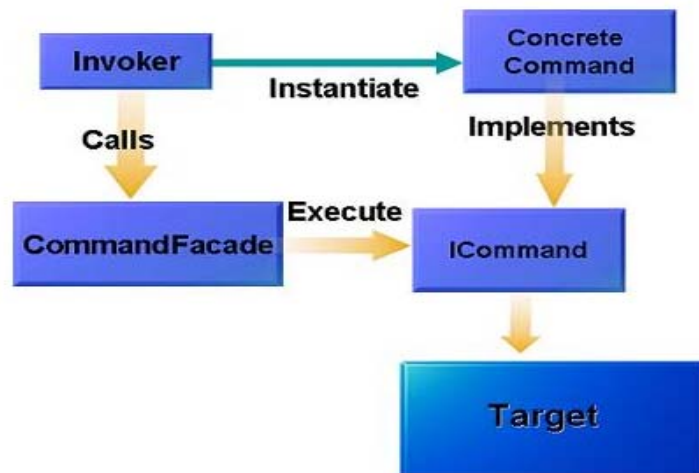 Invoker
Concrete
Command
Instantiate
Calls
Implements
CommandFacade
Execute
ICommand
Target